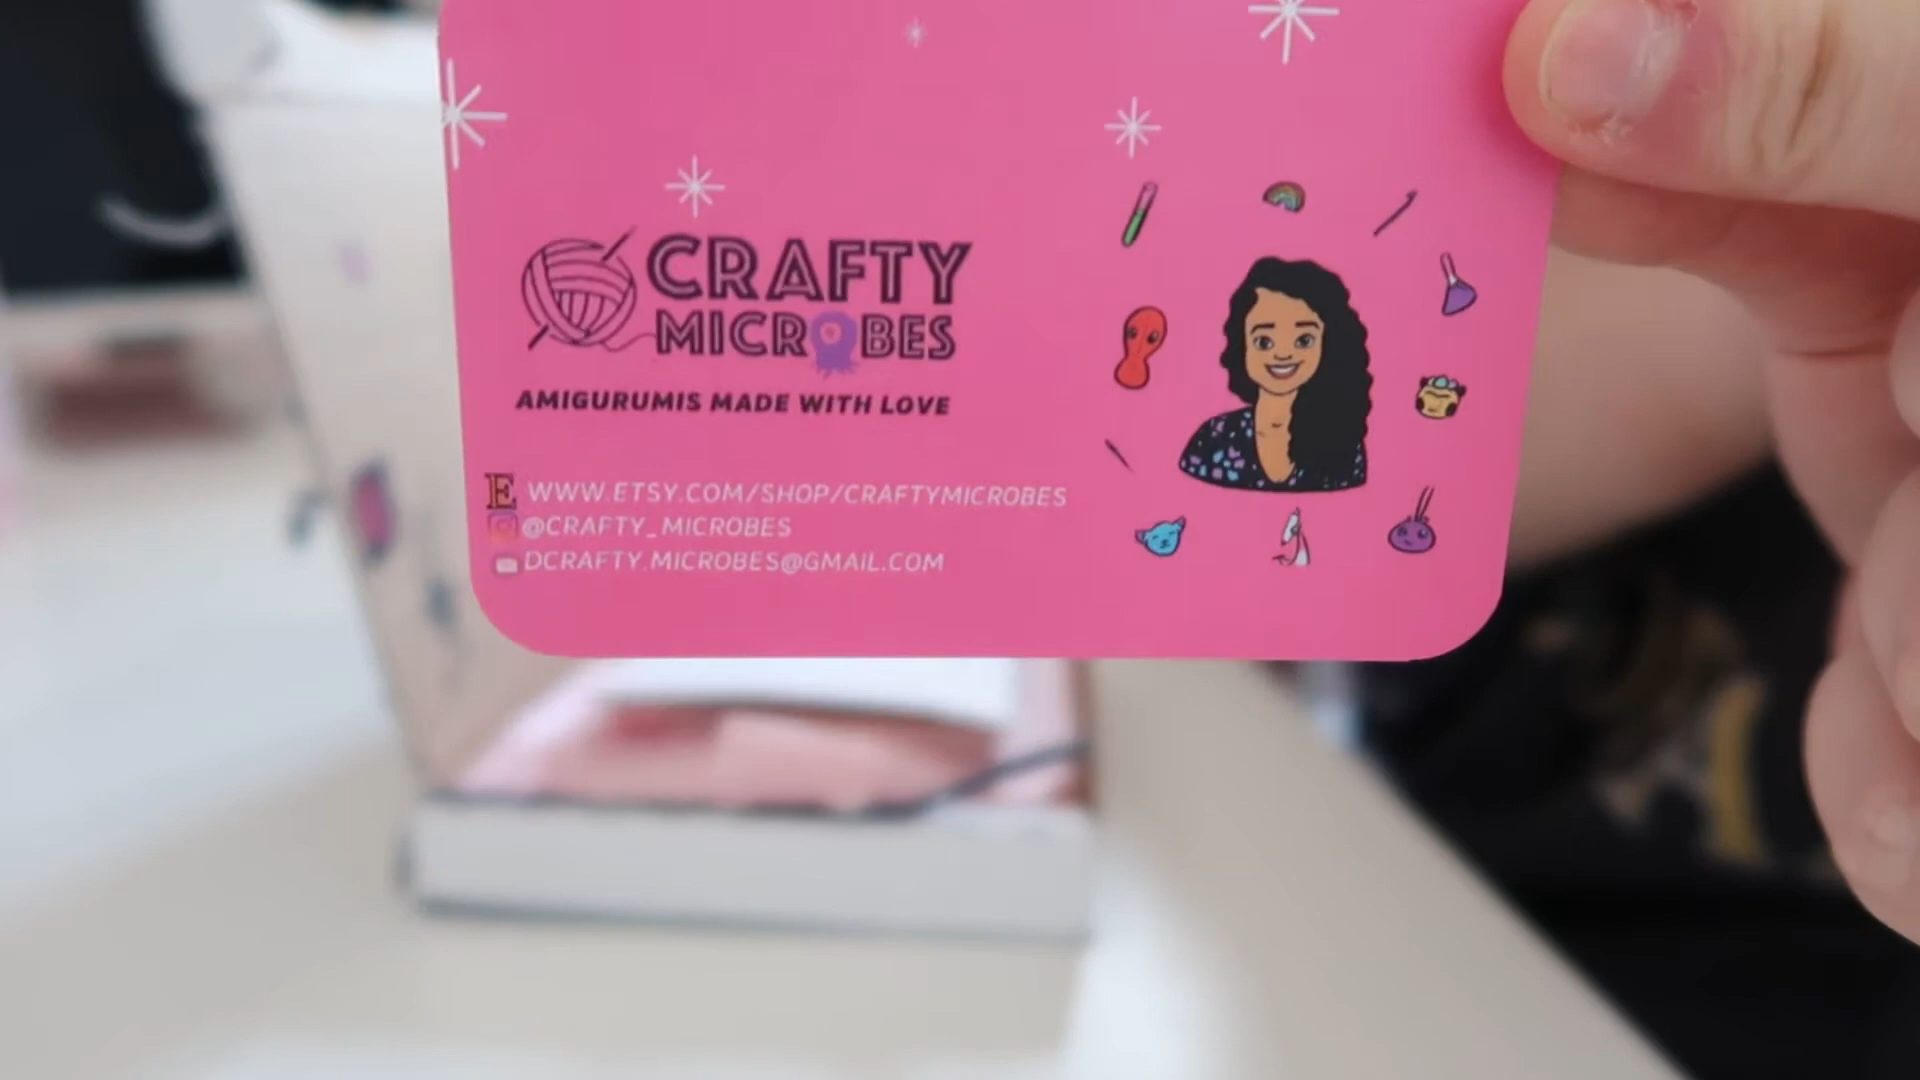 CRAFTY
MICROBES
AMIGURUMIS MADE WITH LOVE
E WWW.ETSY.COM/SHOP/CRAFTYMICROBES
@CRAFTY_MICROBES
DCRAFTY.MICROBES@GMAIL.COM